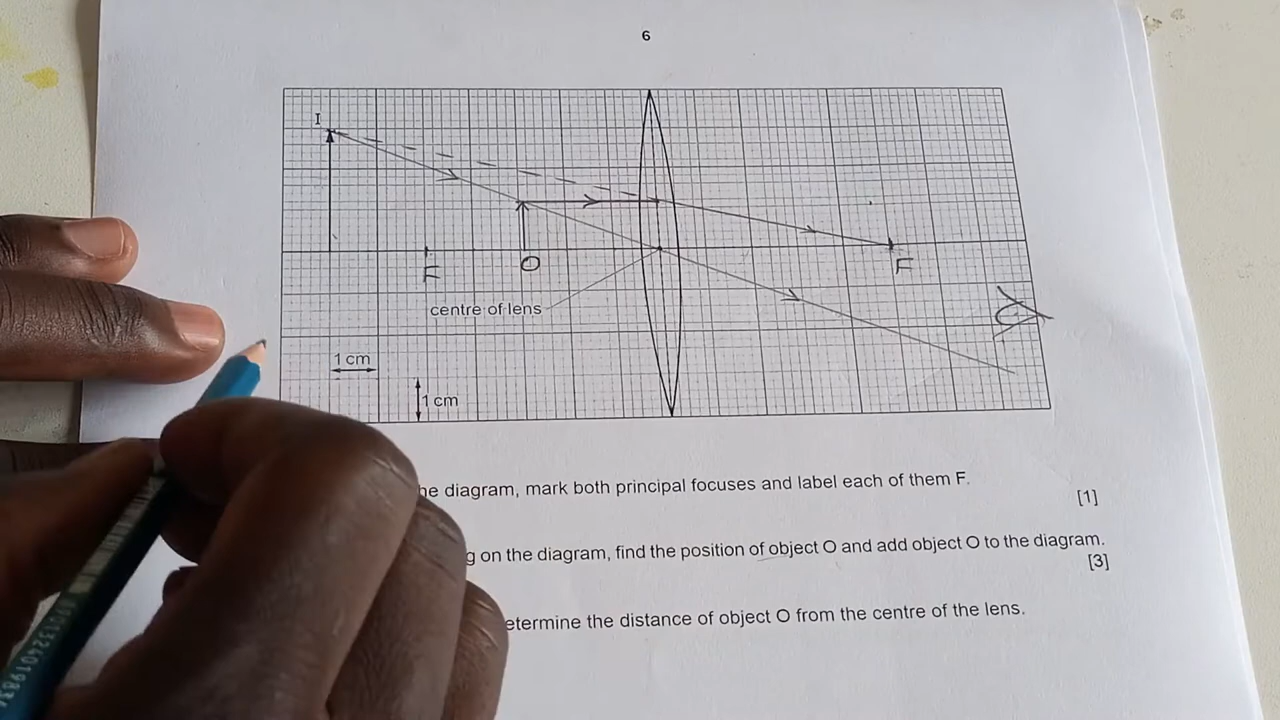 6
I
F
O
F
centre of lens
1 cm
1 cm
diagram, mark both principal focuses and label each of them F.
[1]
on the diagram, find the position of object O and add object O to the diagram.
[3]
the distance of object O from the centre of the lens.